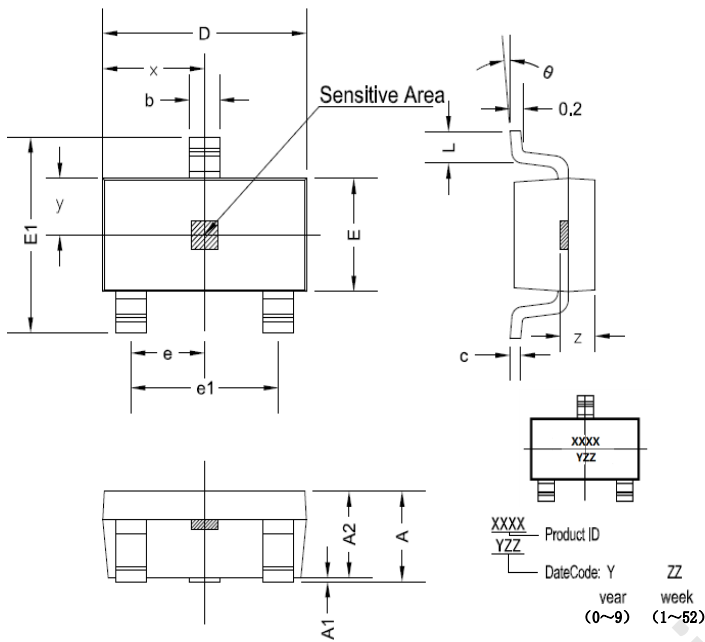 D
x
b
Sensitive Area
θ
0.2
L
y
E1
E
e
z
c
e1
XXXX
YZZ
A2
A
A1
XXXX
YZZ
Product ID
DateCode: Y ZZ
year week
(0~9) (1~52)